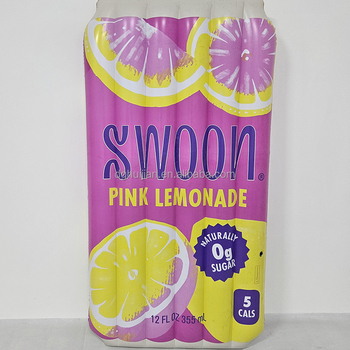 SWOON®
PINK LEMONADE
NATURALLY
0g
SUGAR
12 FL OZ 355 ml
5
CALS